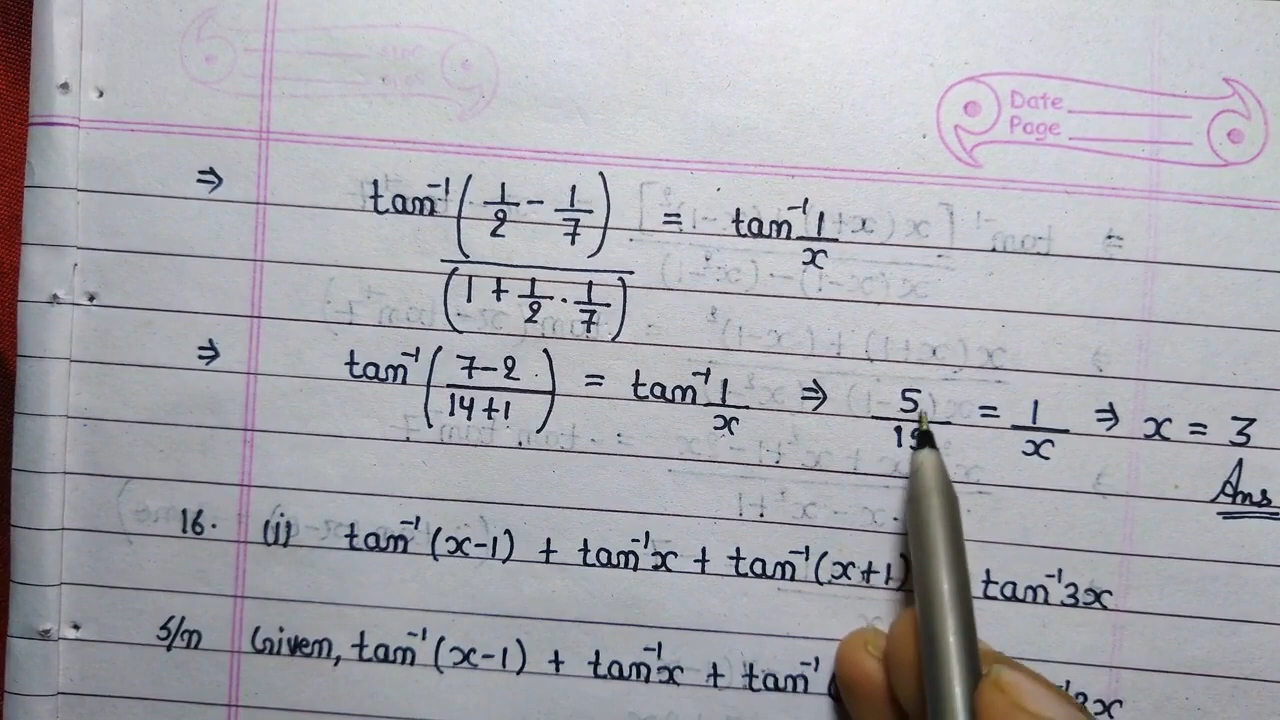 Date
Page
⇒ tan⁻¹ (1/2 - 1/7) / (1 + 1/2 . 1/7) = tan⁻¹ 1/x
⇒ tan⁻¹ (7-2 / 14+1) = tan⁻¹ 1/x ⇒ 5/15 = 1/x ⇒ x = 3
Ans
16. (i) tan⁻¹(x-1) + tan⁻¹x + tan⁻¹(x+1) tan⁻¹3x
S/n Given, tan⁻¹(x-1) + tan⁻¹x + tan⁻¹ 3x